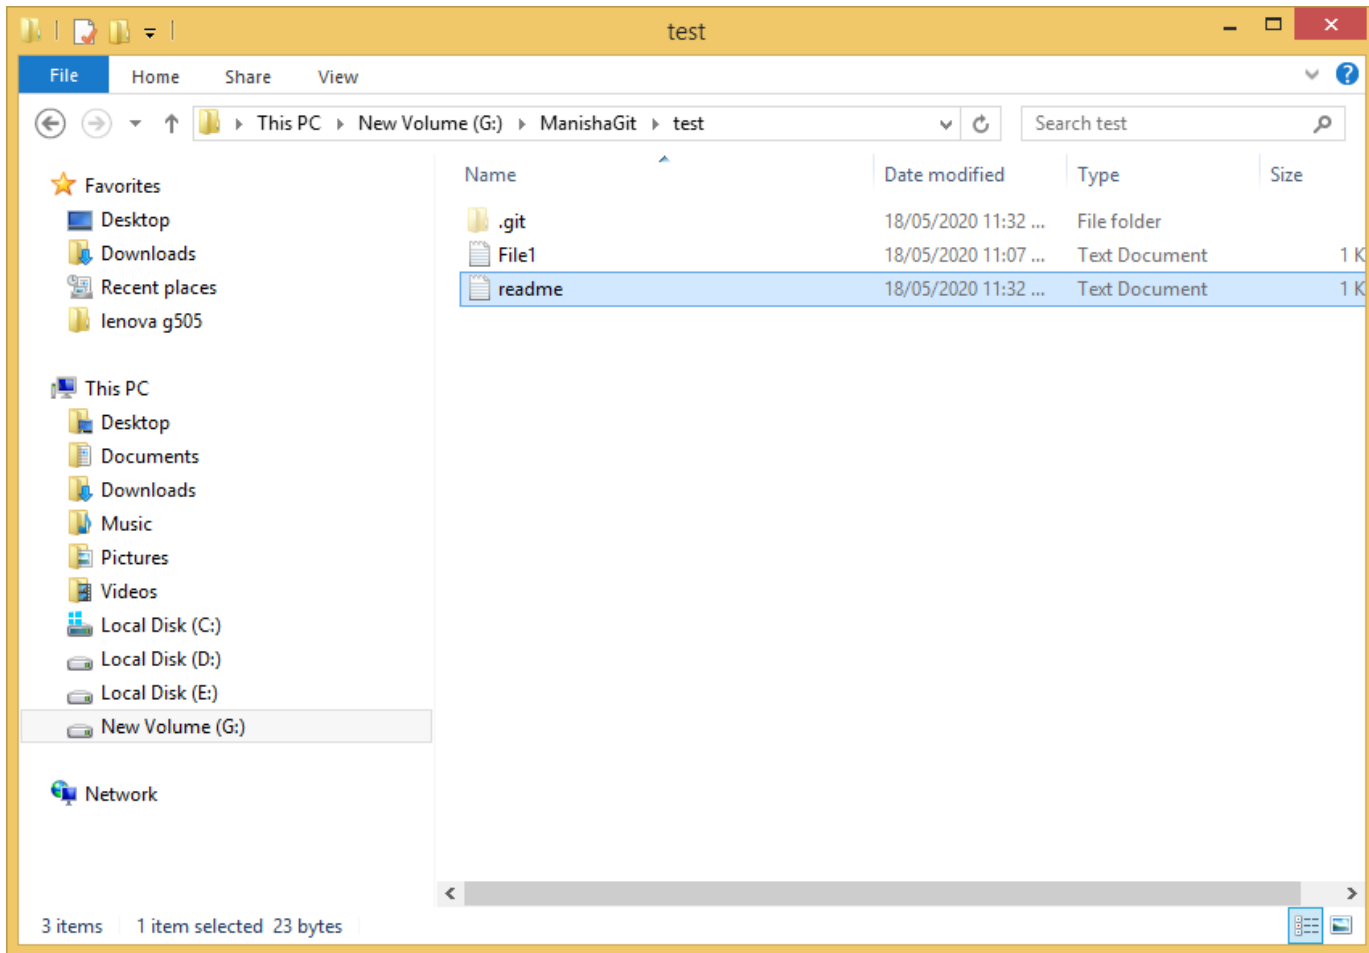 test
File Home Share View
This PC New Volume (G:) ManishaGit test Search test
Favorites
Desktop
Downloads
Recent places
lenova g505
This PC
Desktop
Documents
Downloads
Music
Pictures
Videos
Local Disk (C:)
Local Disk (D:)
Local Disk (E:)
New Volume (G:)
Network
Name Date modified Type Size
.git 18/05/2020 11:32 ... File folder
File1 18/05/2020 11:07 ... Text Document 1 K
readme 18/05/2020 11:32 ... Text Document 1 K
3 items 1 item selected 23 bytes